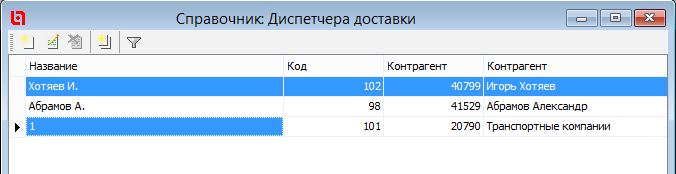 Справочник: Диспетчера доставки
Название Код Контрагент Контрагент
Хотяев И. 102 40799 Игорь Хотяев
Абрамов А. 98 41529 Абрамов Александр
1 101 20790 Транспортные компании